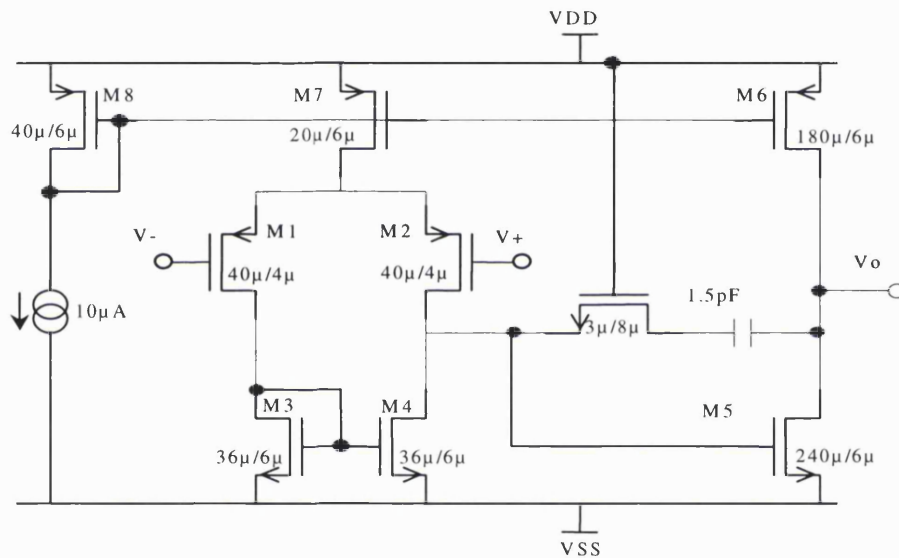 VDD
M8
M7
M6
40µ/6µ
20µ/6µ
180µ/6µ
V-
M1
M2
V+
40µ/4µ
40µ/4µ
Vo
10µA
1.5pF
3µ/8µ
M3
M4
M5
36µ/6µ
36µ/6µ
240µ/6µ
VSS